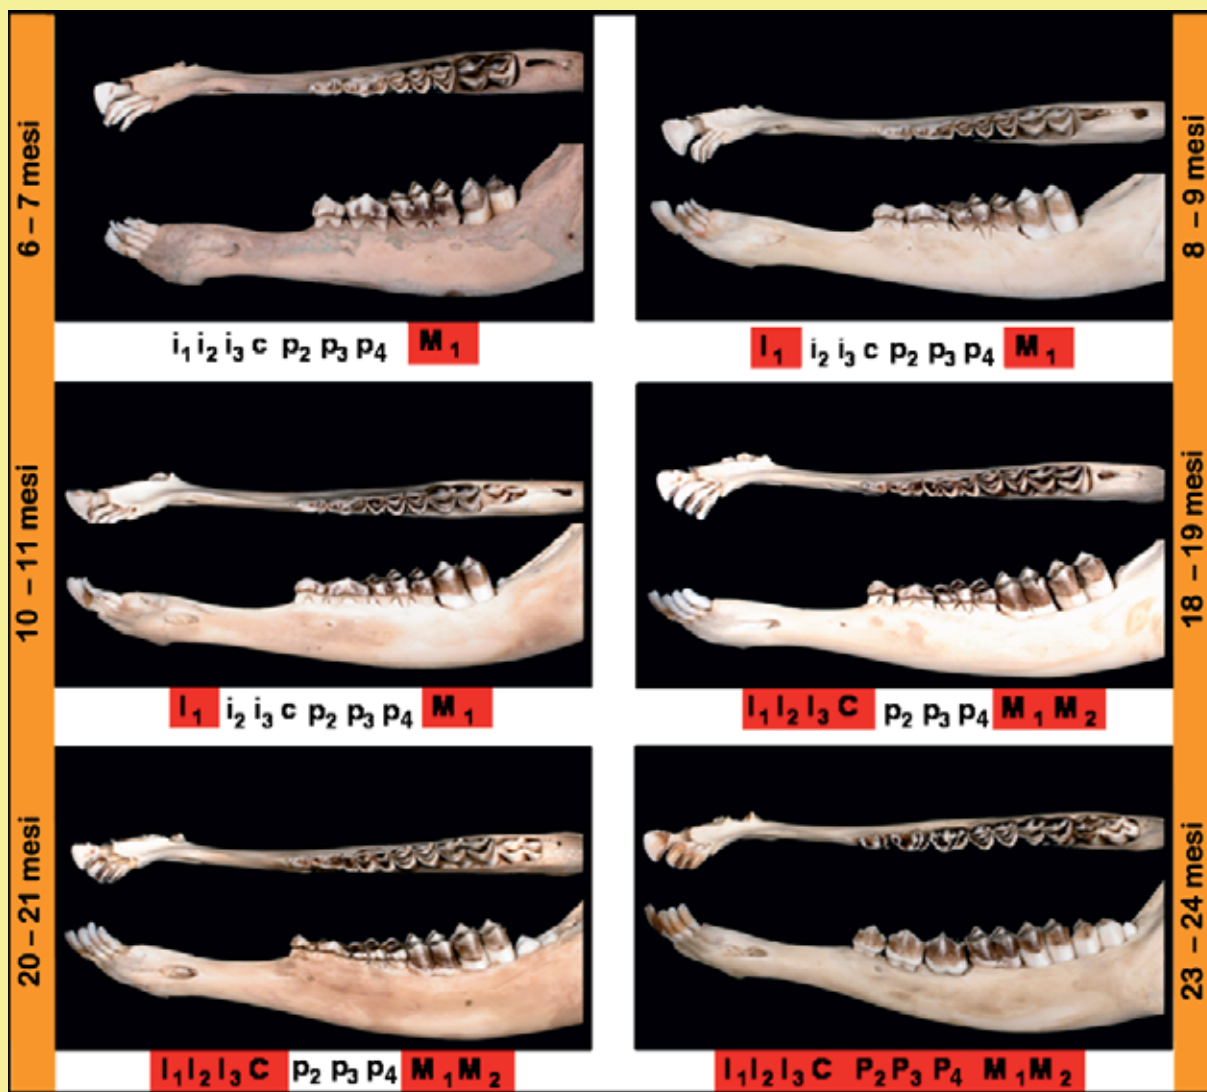 6 – 7 mesi
i₁ i₂ i₃ c p₂ p₃ p₄ M₁
8 – 9 mesi
I₁ i₂ i₃ c p₂ p₃ p₄ M₁
10 – 11 mesi
I₁ i₂ i₃ c p₂ p₃ p₄ M₁
18 – 19 mesi
I₁ I₂ I₃ C p₂ p₃ p₄ M₁ M₂
20 – 21 mesi
I₁ I₂ I₃ C p₂ p₃ p₄ M₁ M₂
23 – 24 mesi
I₁ I₂ I₃ C P₂ P₃ P₄ M₁ M₂